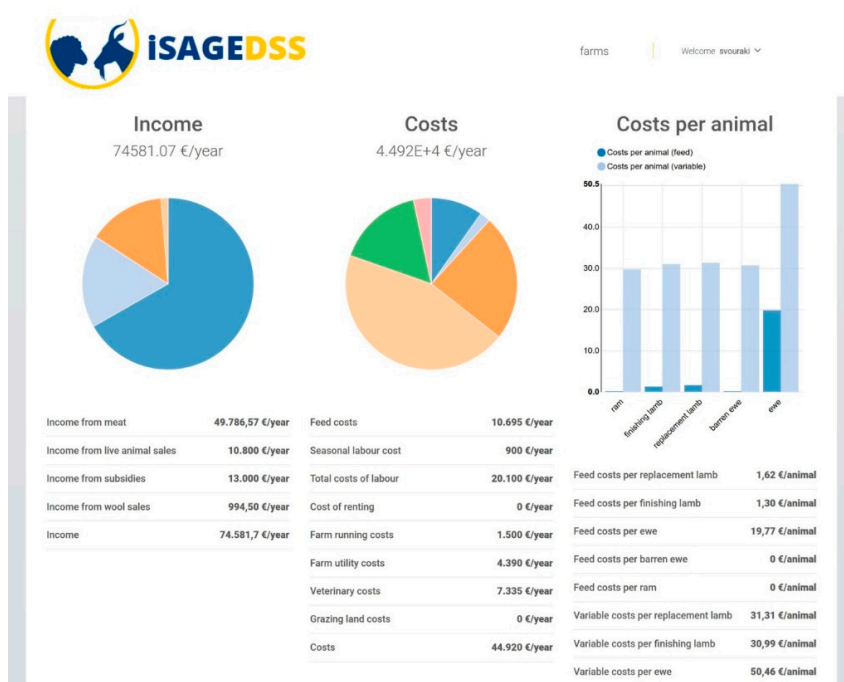 iSAGEDSS
farms
Welcome svouraki
Income
74581.07 €/year
Income from meat 49.786,57 €/year
Income from live animal sales 10.800 €/year
Income from subsidies 13.000 €/year
Income from wool sales 994,50 €/year
Income 74.581,7 €/year
Costs
4.492E+4 €/year
Feed costs 10.695 €/year
Seasonal labour cost 900 €/year
Total costs of labour 20.100 €/year
Cost of renting 0 €/year
Farm running costs 1.500 €/year
Farm utility costs 4.390 €/year
Veterinary costs 7.335 €/year
Grazing land costs 0 €/year
Costs 44.920 €/year
Costs per animal
Costs per animal (feed)
Costs per animal (variable)
50.5
40.0
30.0
20.0
10.0
0.0
ram
finishing lamb
replacement lamb
barren ewe
ewe
Feed costs per replacement lamb 1,62 €/animal
Feed costs per finishing lamb 1,30 €/animal
Feed costs per ewe 19,77 €/animal
Feed costs per barren ewe 0 €/animal
Feed costs per ram 0 €/animal
Variable costs per replacement lamb 31,31 €/animal
Variable costs per finishing lamb 30,99 €/animal
Variable costs per ewe 50,46 €/animal